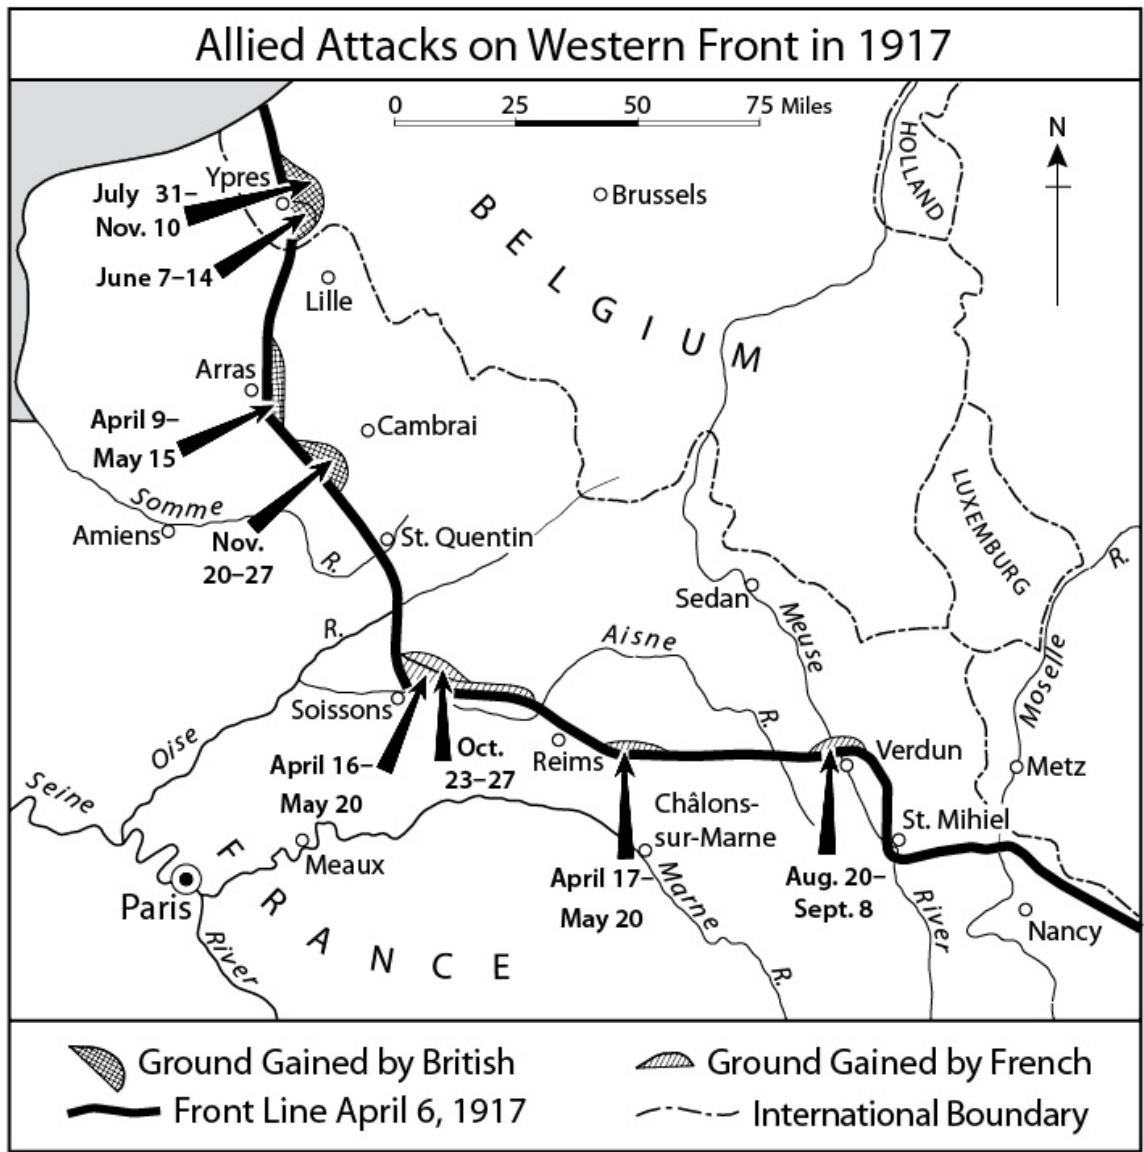 Allied Attacks on Western Front in 1917
0 25 50 75 Miles
N
HOLLAND
Ypres
July 31–
Nov. 10
June 7–14
Brussels
BELGIUM
Lille
Arras
April 9–
May 15
Cambrai
Somme
R.
Amiens
Nov.
20–27
St. Quentin
LUXEMBURG
R.
Moselle
Sedan
Meuse
River
Aisne
R.
R.
Oise
Soissons
April 16–
May 20
Oct.
23–27
Reims
Verdun
Metz
Seine
River
Châlons-
sur-Marne
St. Mihiel
Meaux
Paris
April 17–
May 20
Marne
R.
Aug. 20–
Sept. 8
Nancy
FRANCE
Ground Gained by British
Ground Gained by French
Front Line April 6, 1917
International Boundary